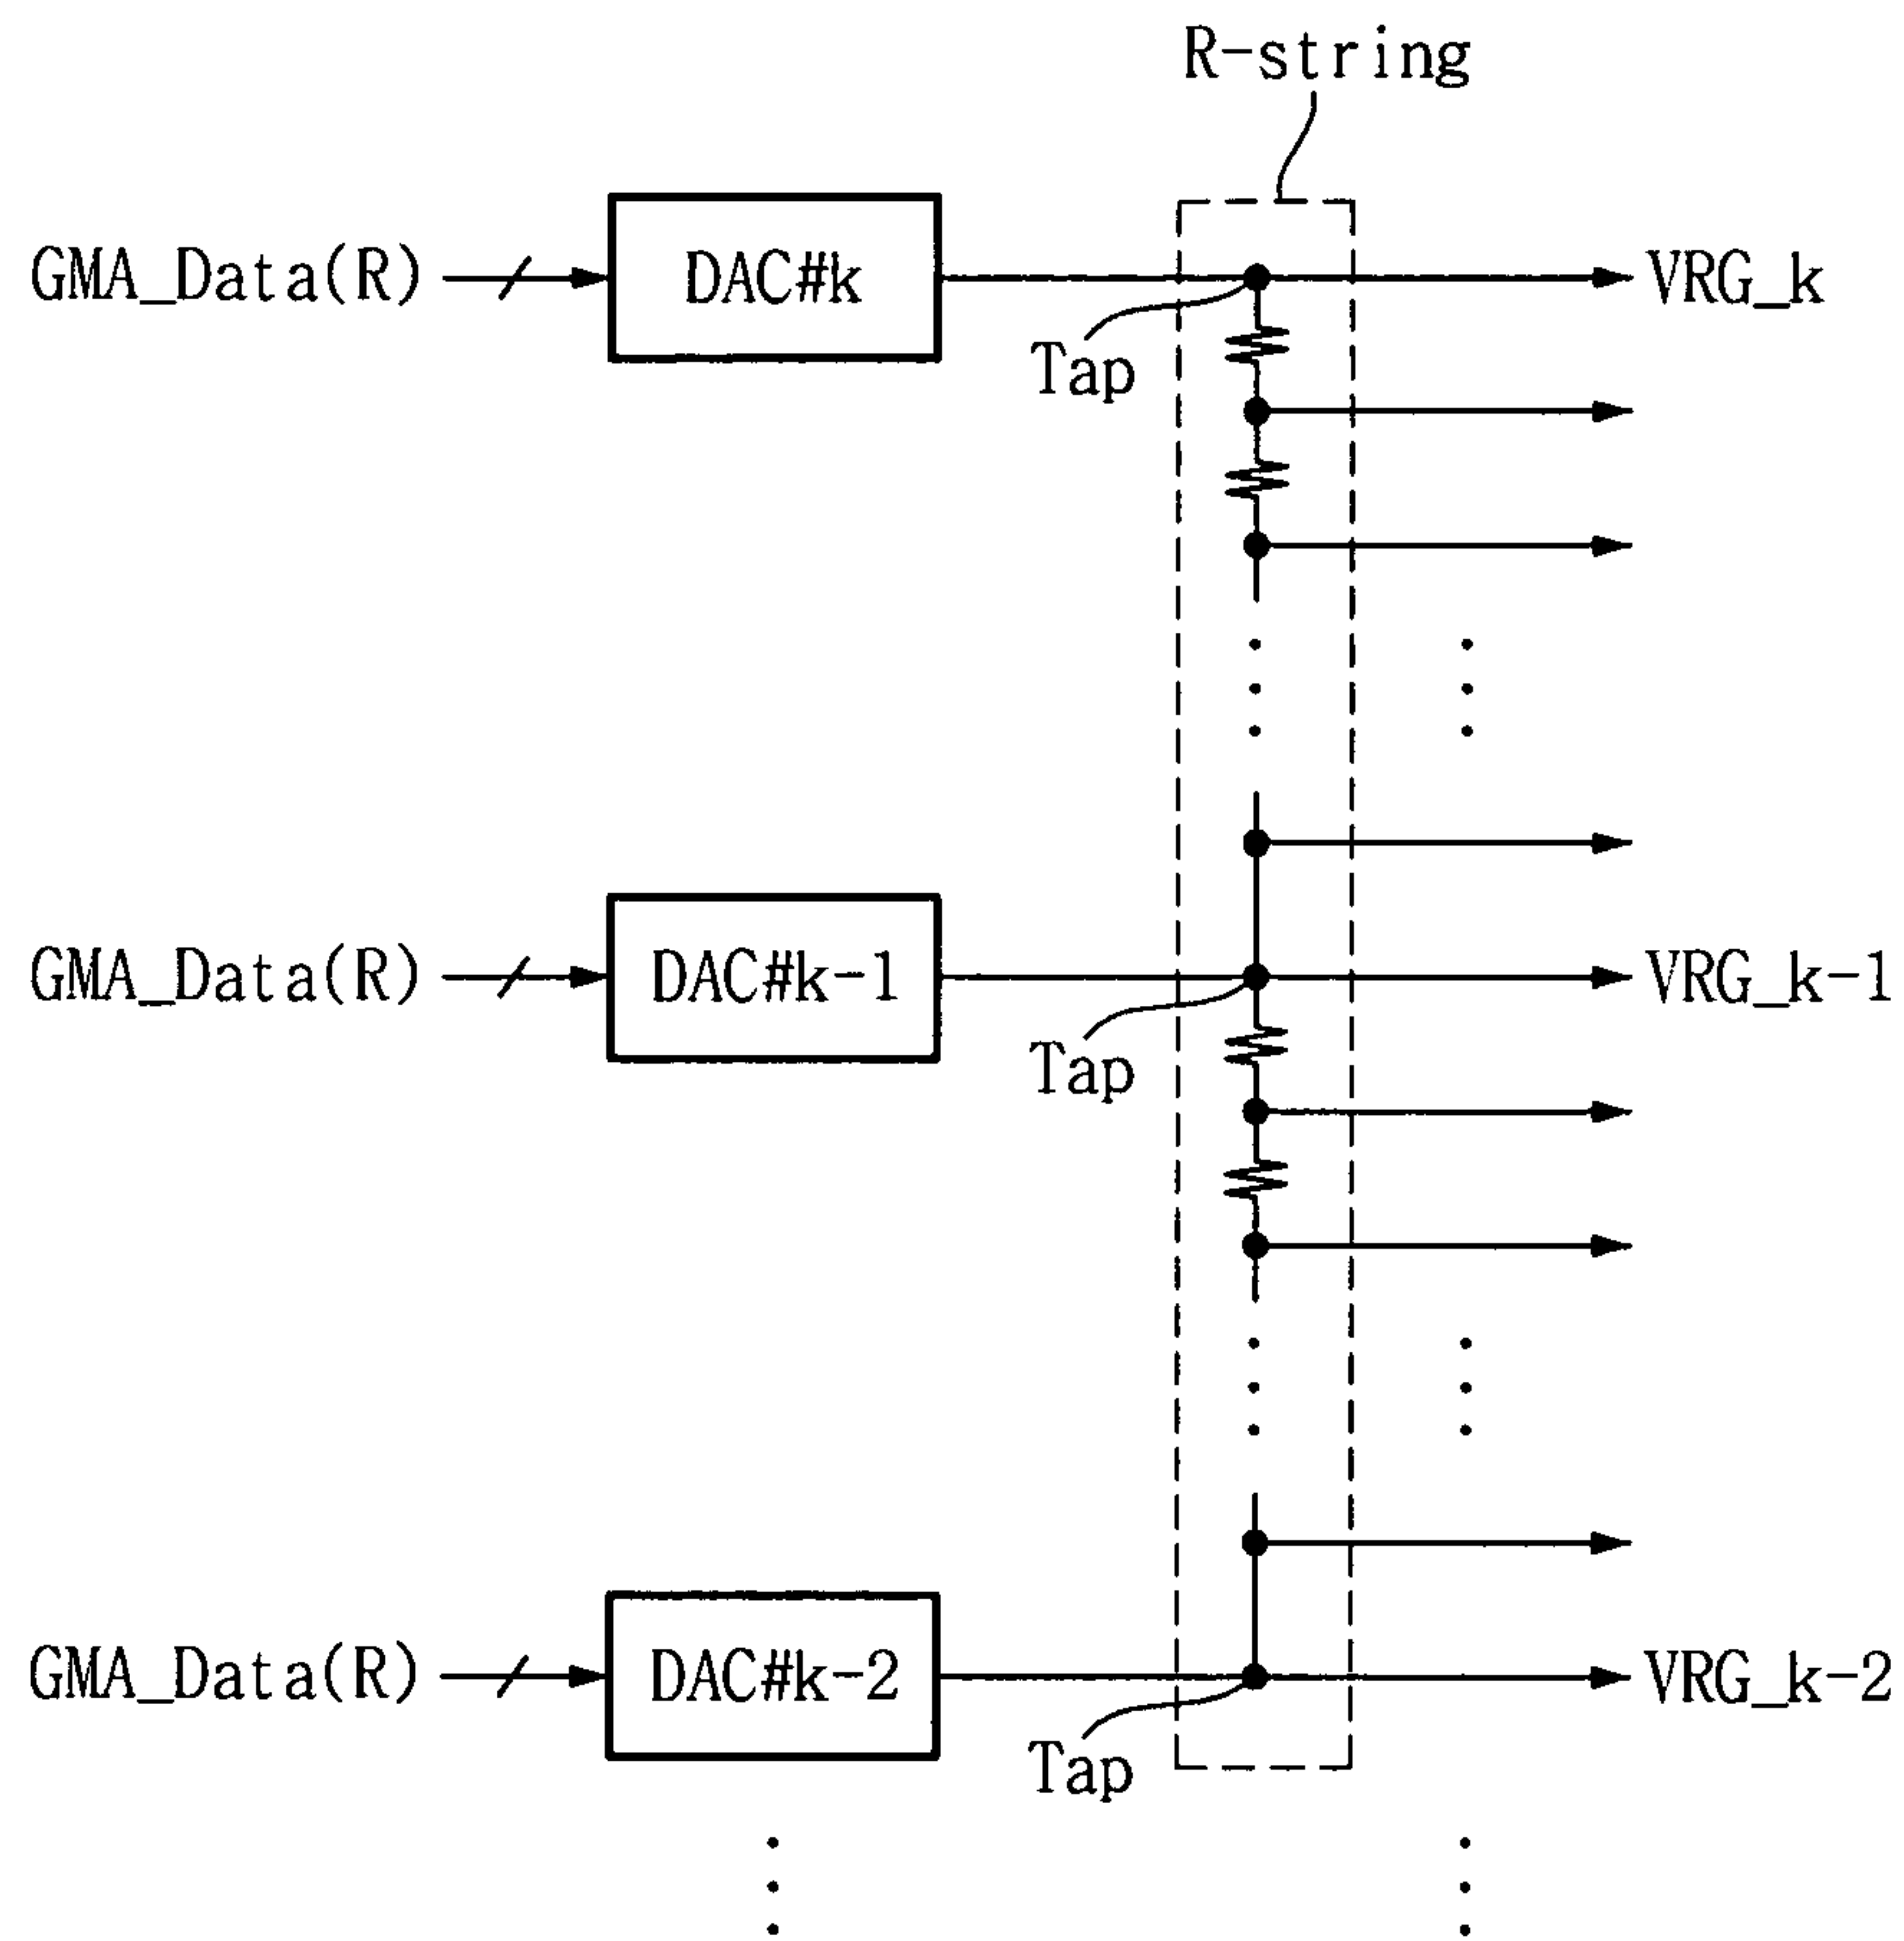 R-string
GMA_Data(R) DAC#k VRG_k
Tap
GMA_Data(R) DAC#k-1 VRG_k-1
Tap
GMA_Data(R) DAC#k-2 VRG_k-2
Tap